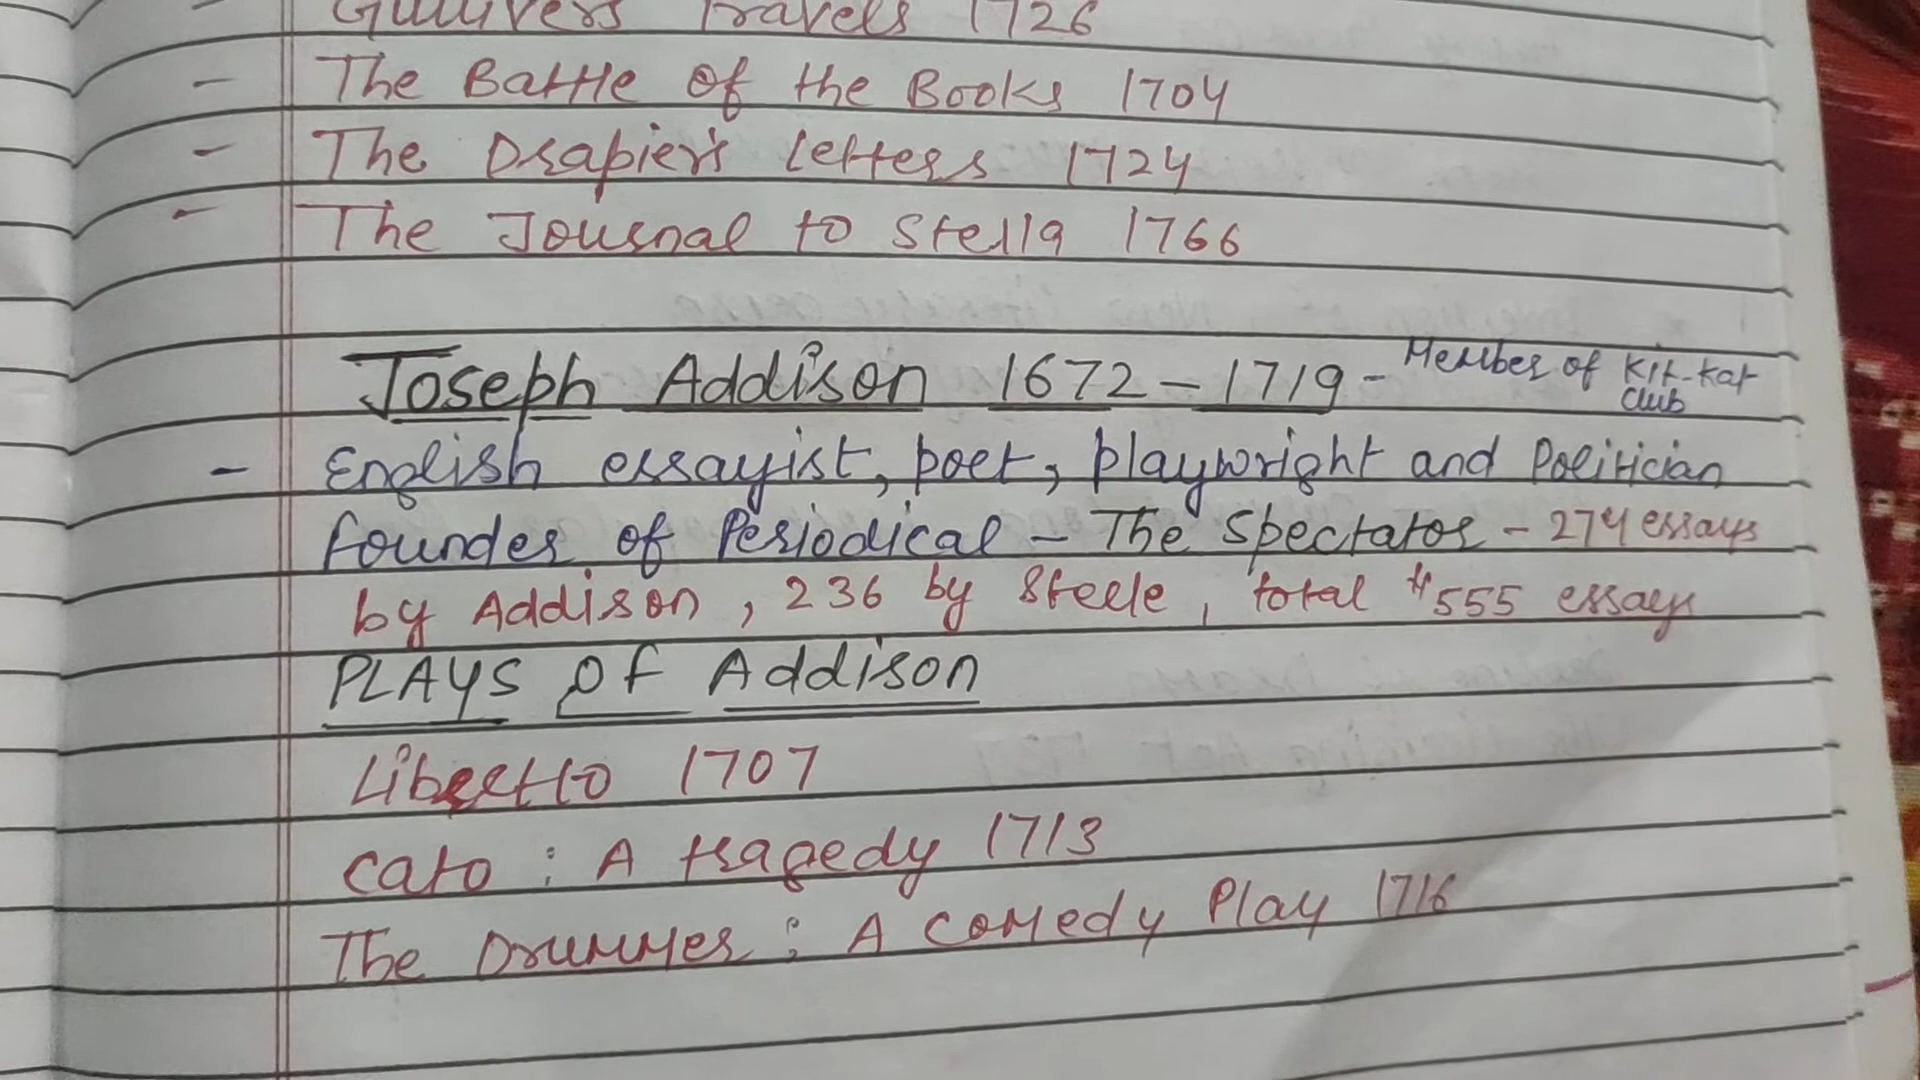 Gullivers Travels 1726
- The Battle of the Books 1704
- The Drapier's Letters 1724
- The Journal to Stella 1766
Joseph Addison 1672 – 1719 - Member of Kit-Kat Club
- English essayist, poet, playwright and Politician
founder of Periodical – The Spectator – 274 essays
by Addison, 236 by Steele, total 555 essays
PLAYS OF Addison
Libretto 1707
Cato : A tragedy 1713
The Drummer : A Comedy Play 1716